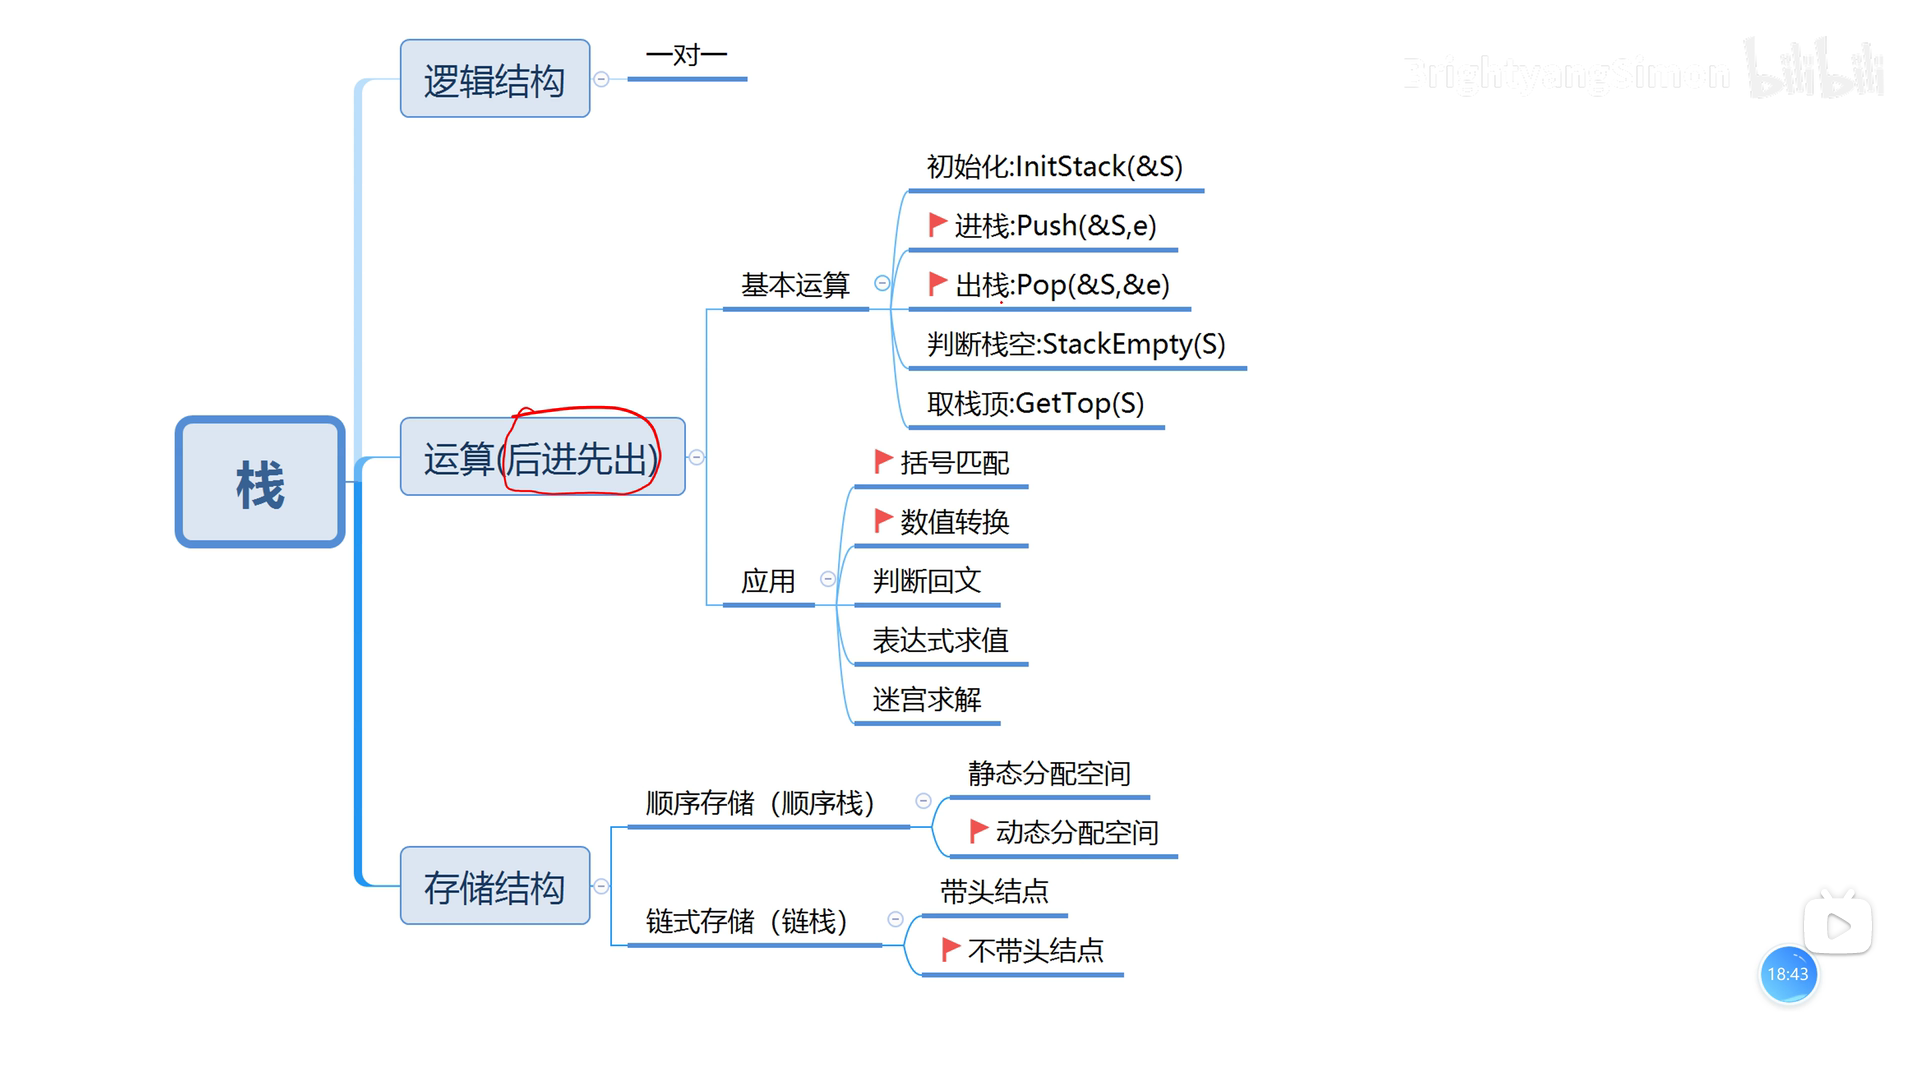 BrightyangSimon bilibili
逻辑结构
一对一
初始化:InitStack(&S)
进栈:Push(&S,e)
基本运算
出栈:Pop(&S,&e)
判断栈空:StackEmpty(S)
取栈顶:GetTop(S)
栈
运算(后进先出)
括号匹配
数值转换
应用
判断回文
表达式求值
迷宫求解
存储结构
顺序存储（顺序栈）
静态分配空间
动态分配空间
链式存储（链栈）
带头结点
不带头结点
18:43